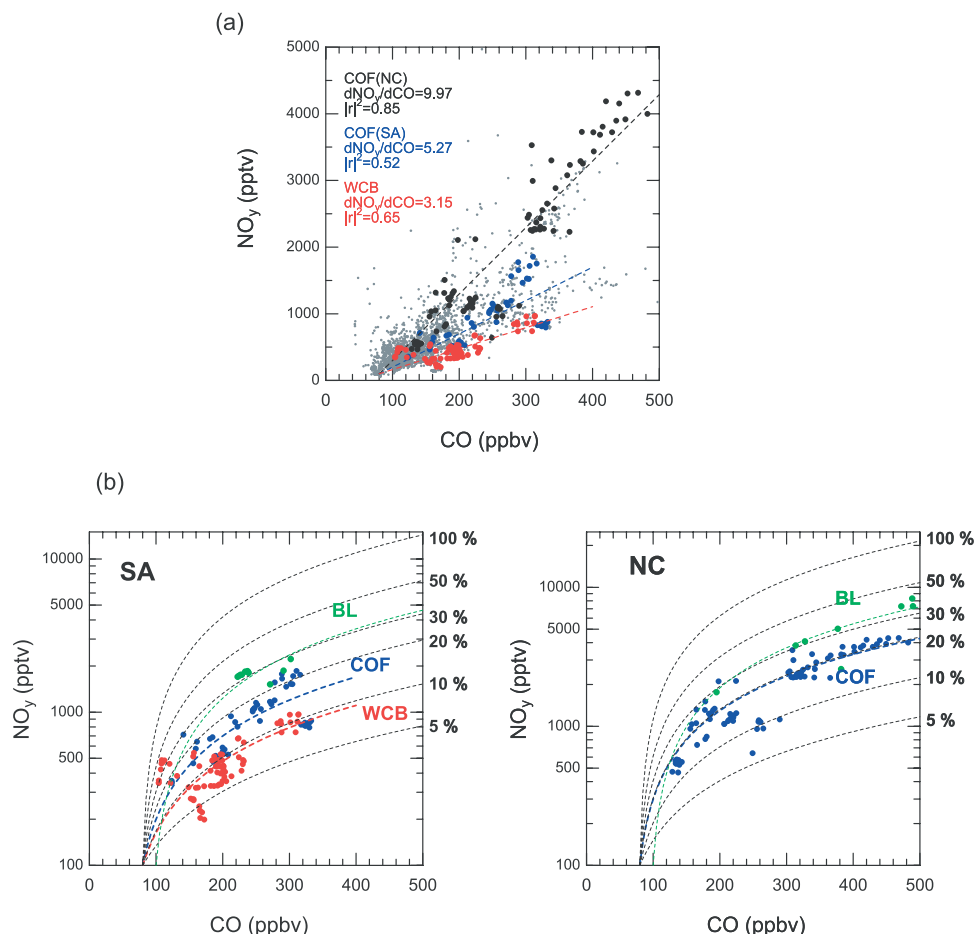 (a)
5000
4000
3000
2000
1000
0
NOy (pptv)
COF(NC)
dNOy/dCO=9.97
|r|²=0.85
COF(SA)
dNOy/dCO=5.27
|r|²=0.52
WCB
dNOy/dCO=3.15
|r|²=0.65
0 100 200 300 400 500
CO (ppbv)
(b)
SA
10000
5000
1000
500
100
NOy (pptv)
BL
COF
WCB
100 %
50 %
30 %
20 %
10 %
5 %
0 100 200 300 400 500
CO (ppbv)
NC
10000
5000
1000
500
100
NOy (pptv)
BL
COF
100 %
50 %
30 %
20 %
10 %
5 %
0 100 200 300 400 500
CO (ppbv)